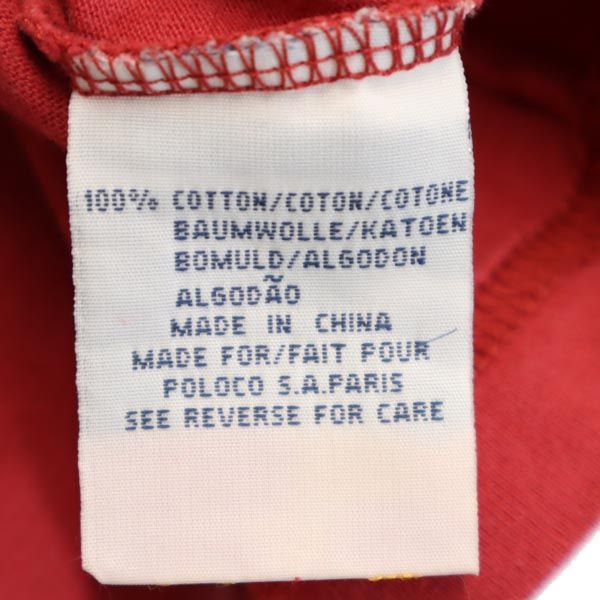 100% COTTON/COTON/COTONE
BAUMWOLLE/KATOEN
BOMULD/ALGODON
ALGODÃO
MADE IN CHINA
MADE FOR/FAIT POUR
POLOCO S.A.PARIS
SEE REVERSE FOR CARE